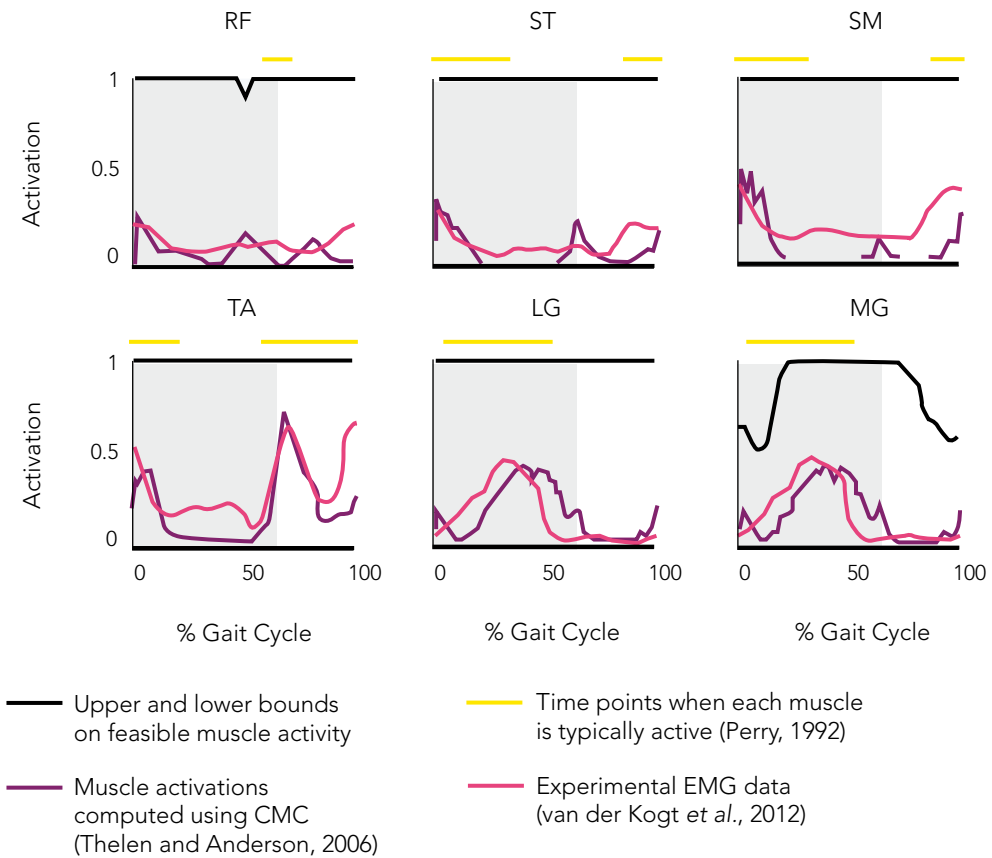 RF
ST
SM
Activation
1
0.5
0
TA
LG
MG
Activation
1
0.5
0
0 50 100
0 50 100
0 50 100
% Gait Cycle
% Gait Cycle
% Gait Cycle
Upper and lower bounds
on feasible muscle activity
Time points when each muscle
is typically active (Perry, 1992)
Muscle activations
computed using CMC
(Thelen and Anderson, 2006)
Experimental EMG data
(van der Kogt et al., 2012)